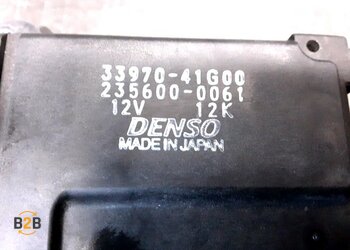 33970-41G00
235600-0061
12V 12K
DENSO
MADE IN JAPAN
B2B